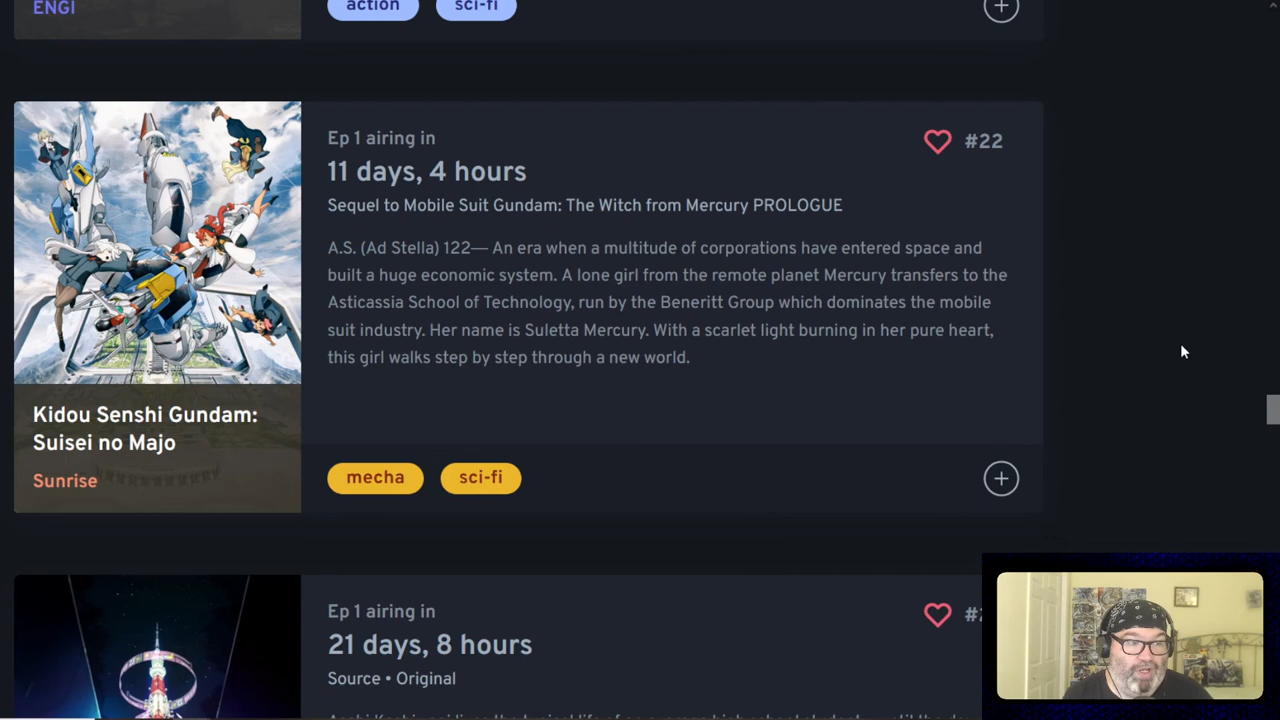 ENGI
action sci-fi
Ep 1 airing in
#22
11 days, 4 hours
Sequel to Mobile Suit Gundam: The Witch from Mercury PROLOGUE
A.S. (Ad Stella) 122— An era when a multitude of corporations have entered space and
built a huge economic system. A lone girl from the remote planet Mercury transfers to the
Asticassia School of Technology, run by the Beneritt Group which dominates the mobile
suit industry. Her name is Suletta Mercury. With a scarlet light burning in her pure heart,
this girl walks step by step through a new world.
Kidou Senshi Gundam:
Suisei no Majo
Sunrise
mecha sci-fi
Ep 1 airing in
21 days, 8 hours
Source • Original